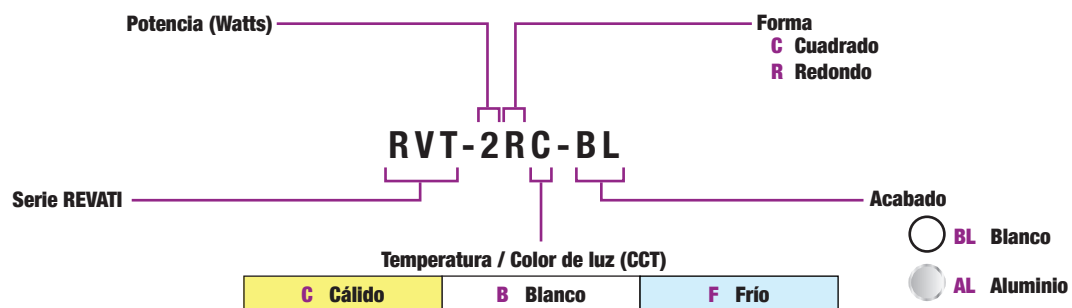 Potencia (Watts)
Forma
C Cuadrado
R Redondo
RVT-2RC-BL
Serie REVATI
Acabado
BL Blanco
AL Aluminio
Temperatura / Color de luz (CCT)
C Cálido
B Blanco
F Frío